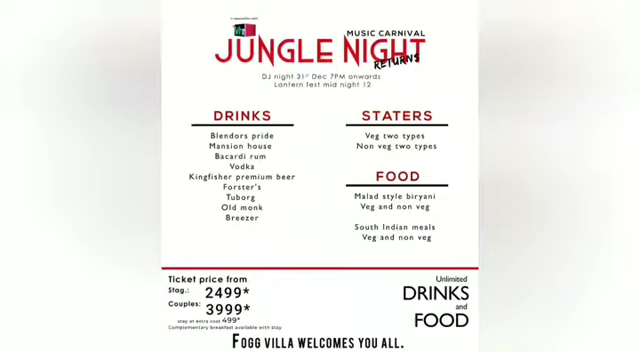 MUSIC CARNIVAL
JUNGLE NIGHT
RETURNS
DJ night 31st Dec 7PM onwards
Lantern fest mid night 12
DRINKS
Blendors pride
Mansion house
Bacardi rum
Vodka
Kingfisher premium beer
Forster's
Tuborg
Old monk
Breezer
STATERS
Veg two types
Non veg two types
FOOD
Malad style biryani
Veg and non veg
South Indian meals
Veg and non veg
Ticket price from
Stag.: 2499*
Couples: 3999*
stay at extra cost 499*
Complementary breakfast available with stay
Unlimited
DRINKS
and
FOOD
FOGG VILLA WELCOMES YOU ALL.